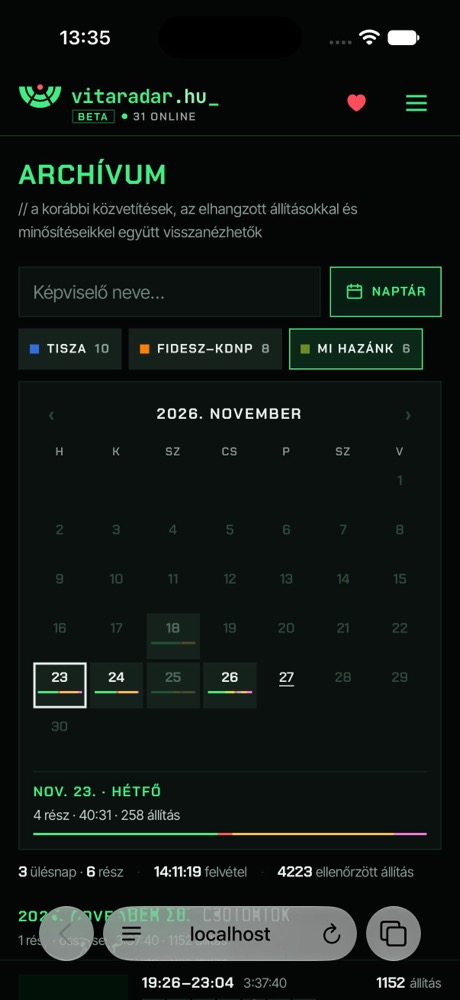 13:35
vitaradar.hu_
BETA 31 ONLINE
ARCHÍVUM
// a korábbi közvetítések, az elhangzott állításokkal és
minősítéseikkel együtt visszanézhetők
Képviselő neve... NAPTÁR
TISZA 10 FIDESZ–KDNP 8 MI HAZÁNK 6
‹ 2026. NOVEMBER ›
H K SZ CS P SZ V
1
2 3 4 5 6 7 8
9 10 11 12 13 14 15
16 17 18 19 20 21 22
23 24 25 26 27 28 29
30
NOV. 23. · HÉTFŐ
4 rész · 40:31 · 258 állítás
3 ülésnap · 6 rész · 14:11:19 felvétel · 4223 ellenőrzött állítás
localhost
19:26–23:04 3:37:40 1152 állítás